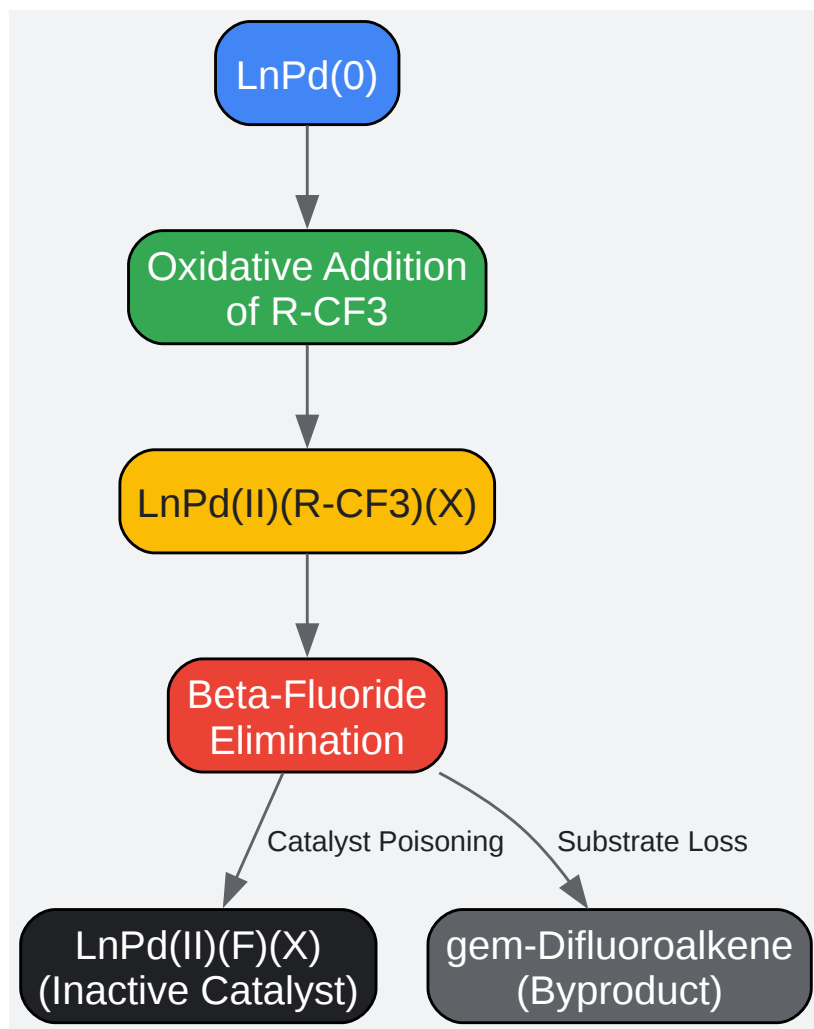 LnPd(0)
Oxidative Addition
of R-CF3
LnPd(II)(R-CF3)(X)
Beta-Fluoride
Elimination
Catalyst Poisoning
Substrate Loss
LnPd(II)(F)(X)
(Inactive Catalyst)
gem-Difluoroalkene
(Byproduct)